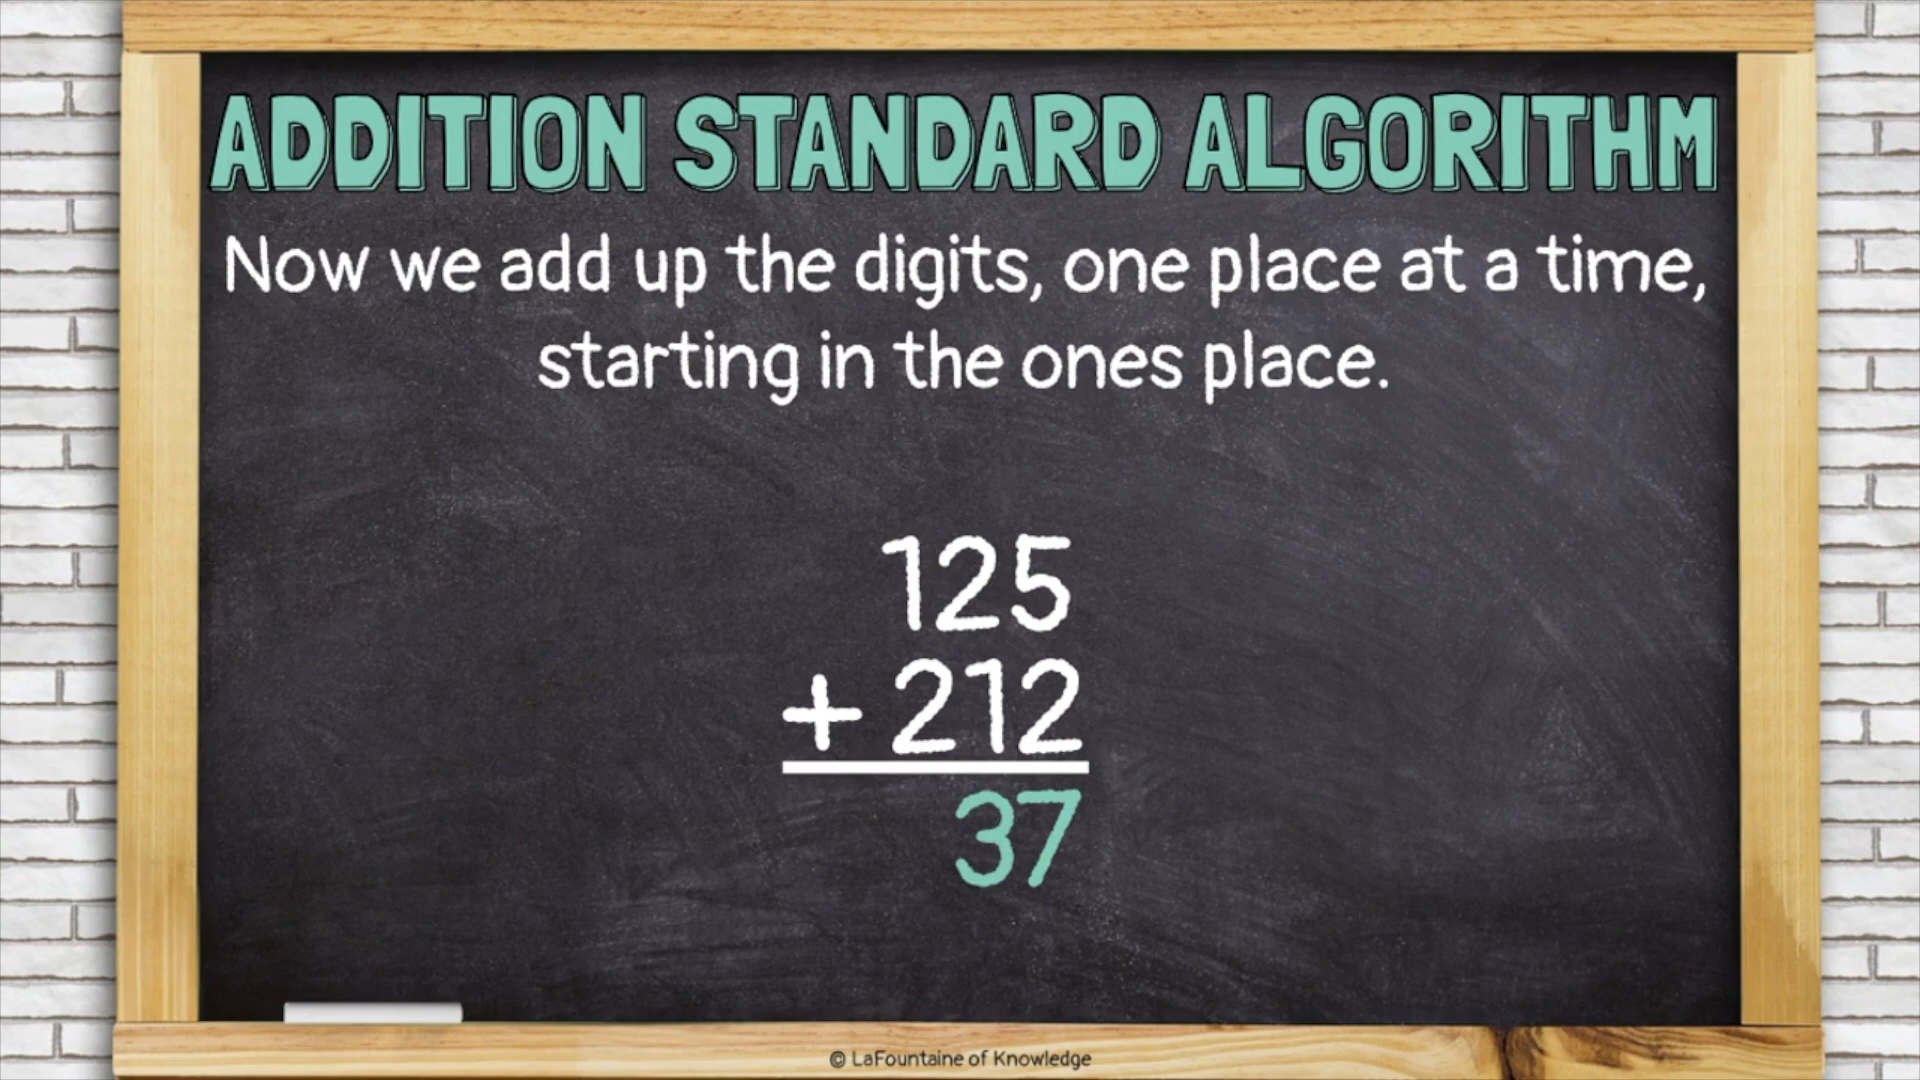 ADDITION STANDARD ALGORITHM
Now we add up the digits, one place at a time,
starting in the ones place.
125
+ 212
37
© LaFountaine of Knowledge